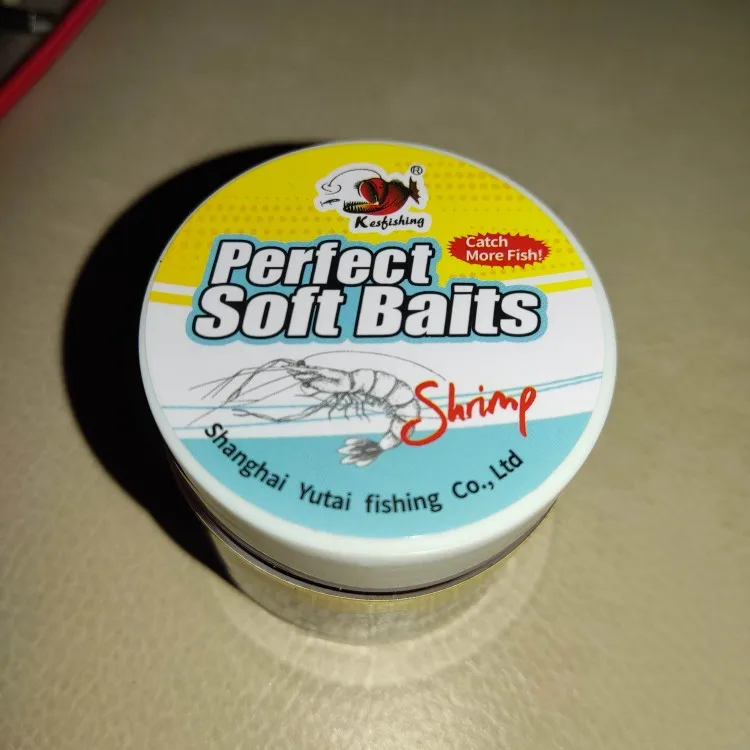 ®
Kesfishing
Perfect
Soft Baits
Catch
More Fish!
Shrimp
Shanghai Yutai fishing Co., Ltd